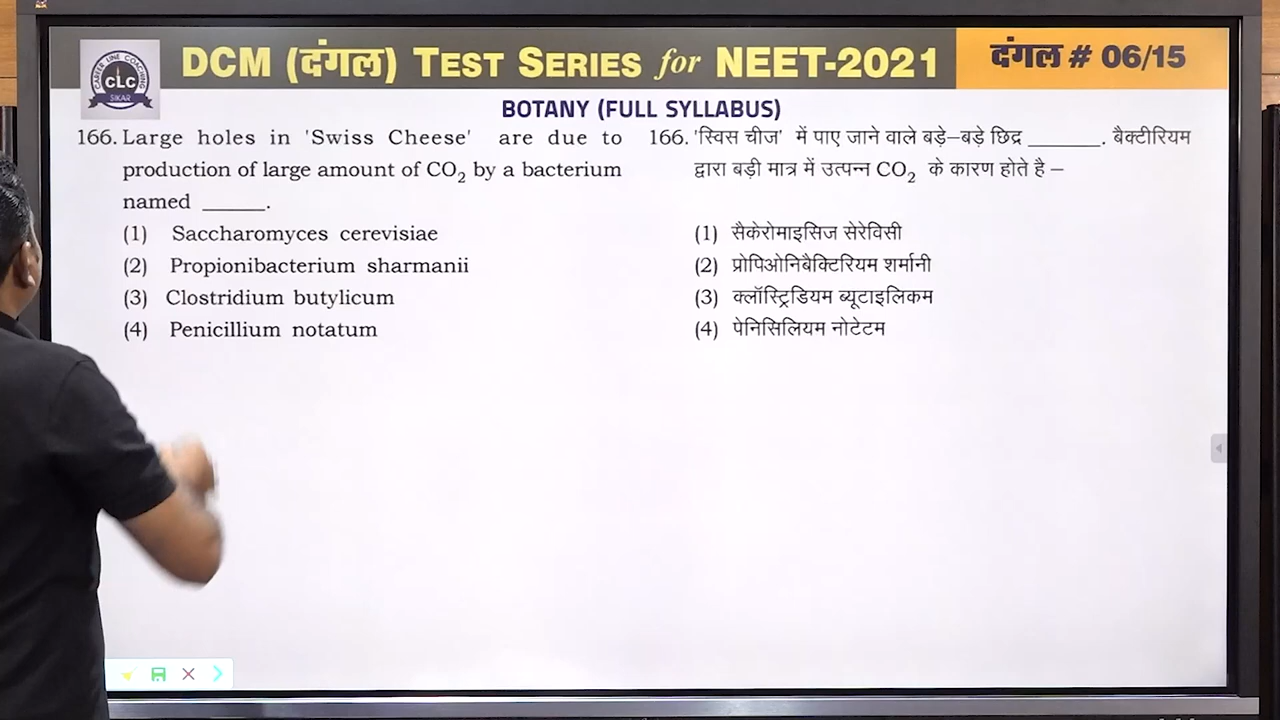 DCM (दंगल) TEST SERIES for NEET-2021
दंगल # 06/15
CAREER LINE COACHING
CLC
SIKAR
BOTANY (FULL SYLLABUS)
166. Large holes in 'Swiss Cheese' are due to
production of large amount of CO₂ by a bacterium
named _____.
(1) Saccharomyces cerevisiae
(2) Propionibacterium sharmanii
(3) Clostridium butylicum
(4) Penicillium notatum
166. 'स्विस चीज' में पाए जाने वाले बड़े–बड़े छिद्र _______. बैक्टीरियम
द्वारा बड़ी मात्र में उत्पन्न CO₂ के कारण होते है –
(1) सैकेरोमाइसिज सेरेविसी
(2) प्रोपिओनिबैक्टिरियम शर्मानी
(3) क्लॉस्ट्रिडियम ब्यूटाइलिकम
(4) पेनिसिलियम नोटेटम